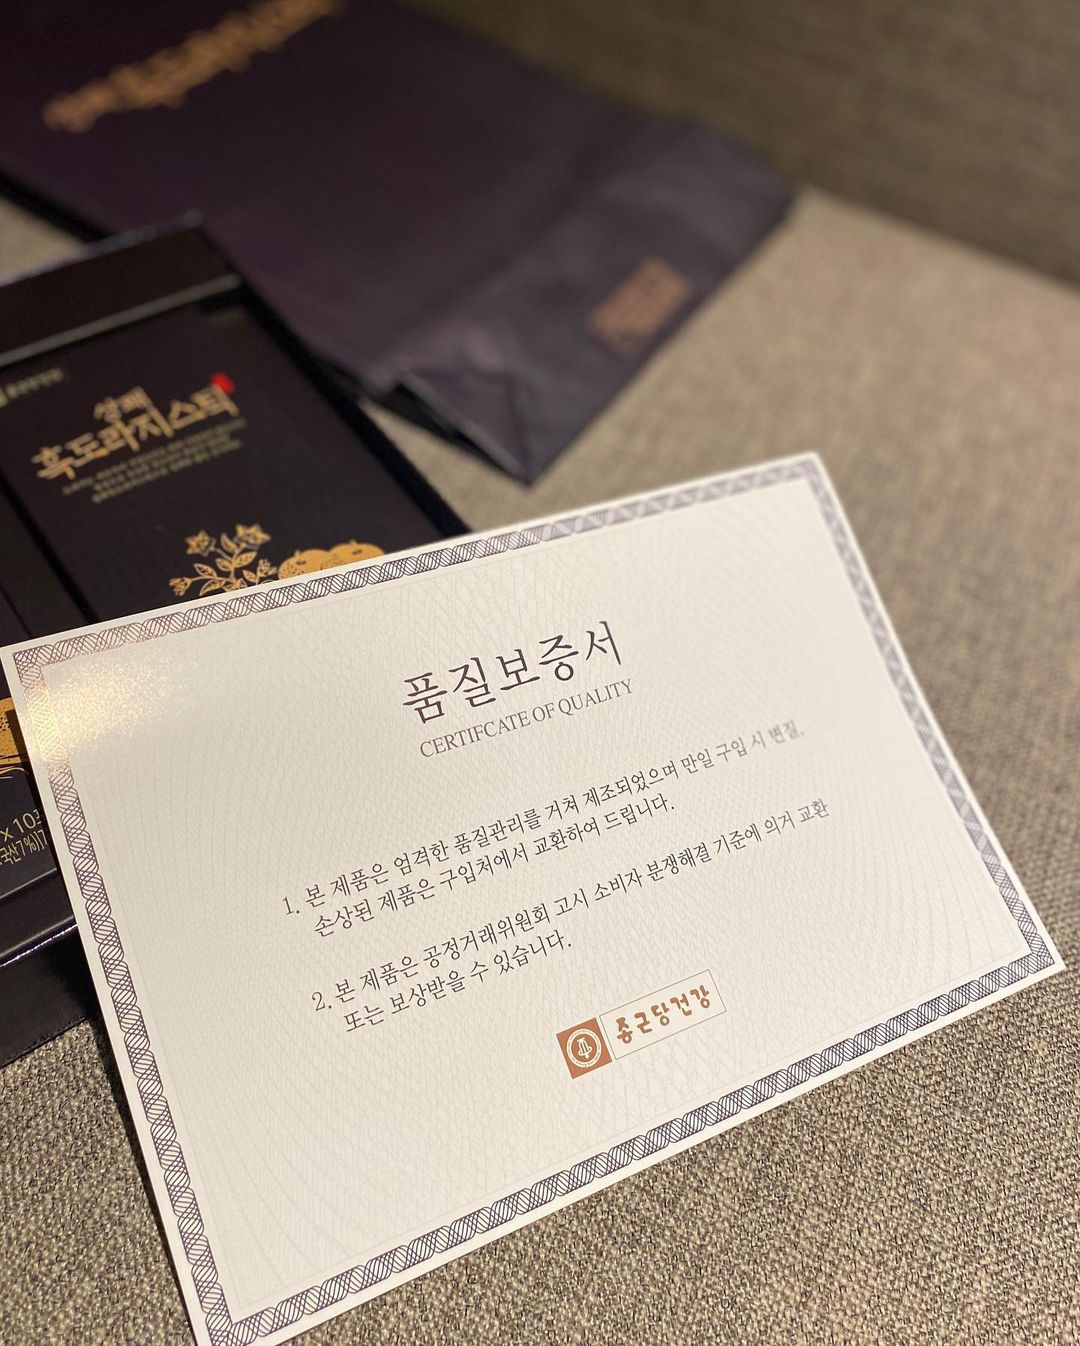 생배
흑도라지스틱
x 10포
품질보증서
CERTIFCATE OF QUALITY
1. 본 제품은 엄격한 품질관리를 거쳐 제조되었으며 만일 구입 시 변질,
손상된 제품은 구입처에서 교환하여 드립니다.
2. 본 제품은 공정거래위원회 고시 소비자 분쟁해결 기준에 의거 교환
또는 보상받을 수 있습니다.
종근당건강